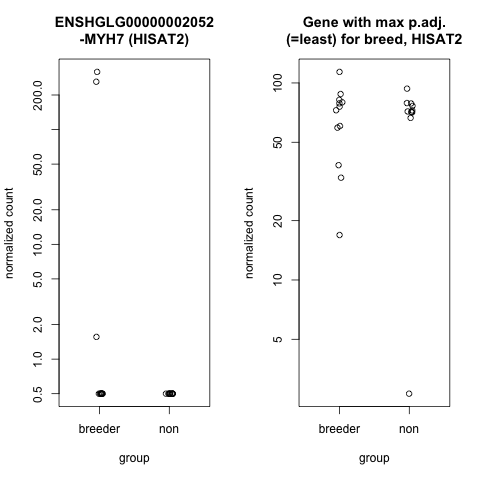 ENSHGLG00000002052
-MYH7 (HISAT2)
normalized count
200.0
50.0
20.0
10.0
5.0
2.0
1.0
0.5
breeder
non
group
Gene with max p.adj.
(=least) for breed, HISAT2
normalized count
100
50
20
10
5
breeder
non
group